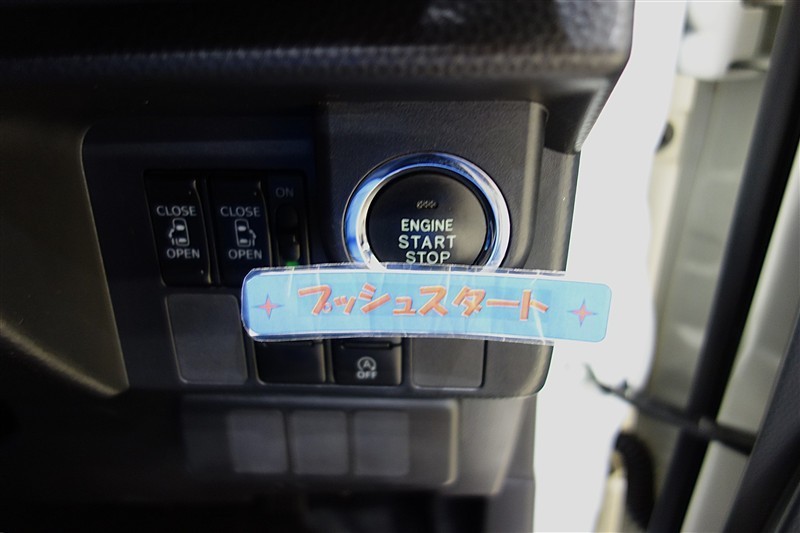 CLOSE
OPEN
CLOSE
OPEN
ON
ENGINE
START
STOP
プッシュスタート
A
OFF